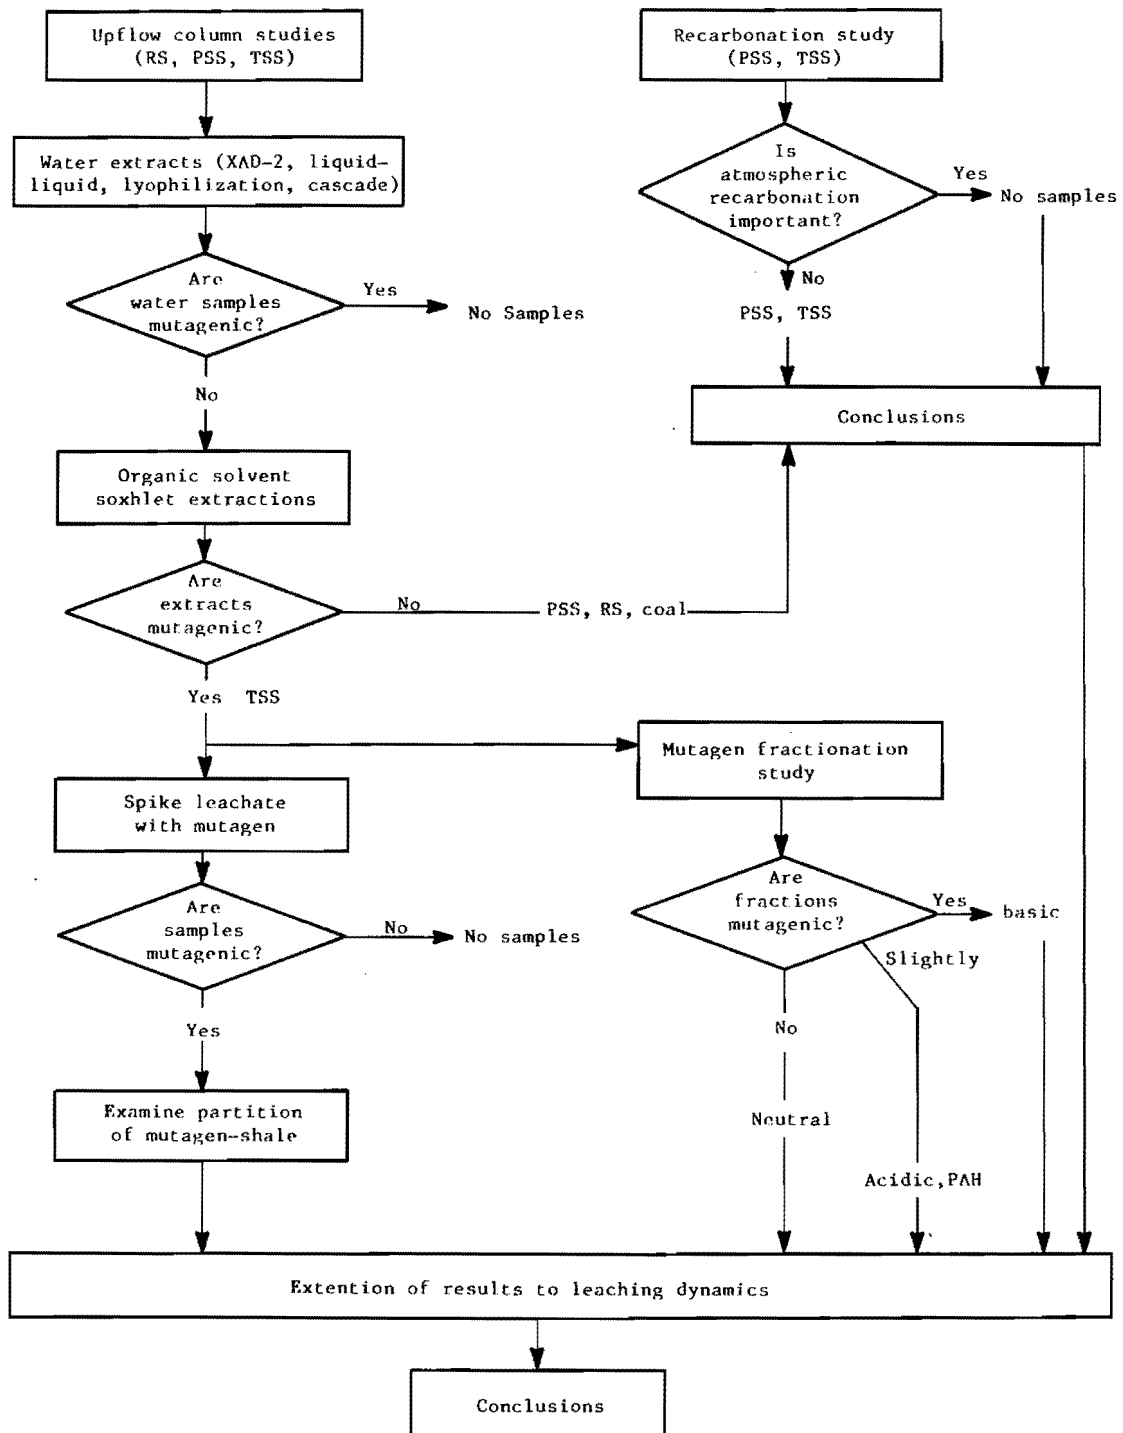 Upflow column studies
(RS, PSS, TSS)
Recarbonation study
(PSS, TSS)
Water extracts (XAD-2, liquid-
liquid, lyophilization, cascade)
Is
atmospheric
recarbonation
important?
Yes
No samples
No
PSS, TSS
Are
water samples
mutagenic?
Yes
No Samples
No
Conclusions
Organic solvent
soxhlet extractions
Are
extracts
mutagenic?
No
PSS, RS, coal
Yes TSS
Mutagen fractionation
study
Spike leachate
with mutagen
Are
fractions
mutagenic?
Yes
basic
Slightly
No
Neutral
Acidic,PAH
Are
samples
mutagenic?
No
No samples
Yes
Examine partition
of mutagen-shale
Extention of results to leaching dynamics
Conclusions